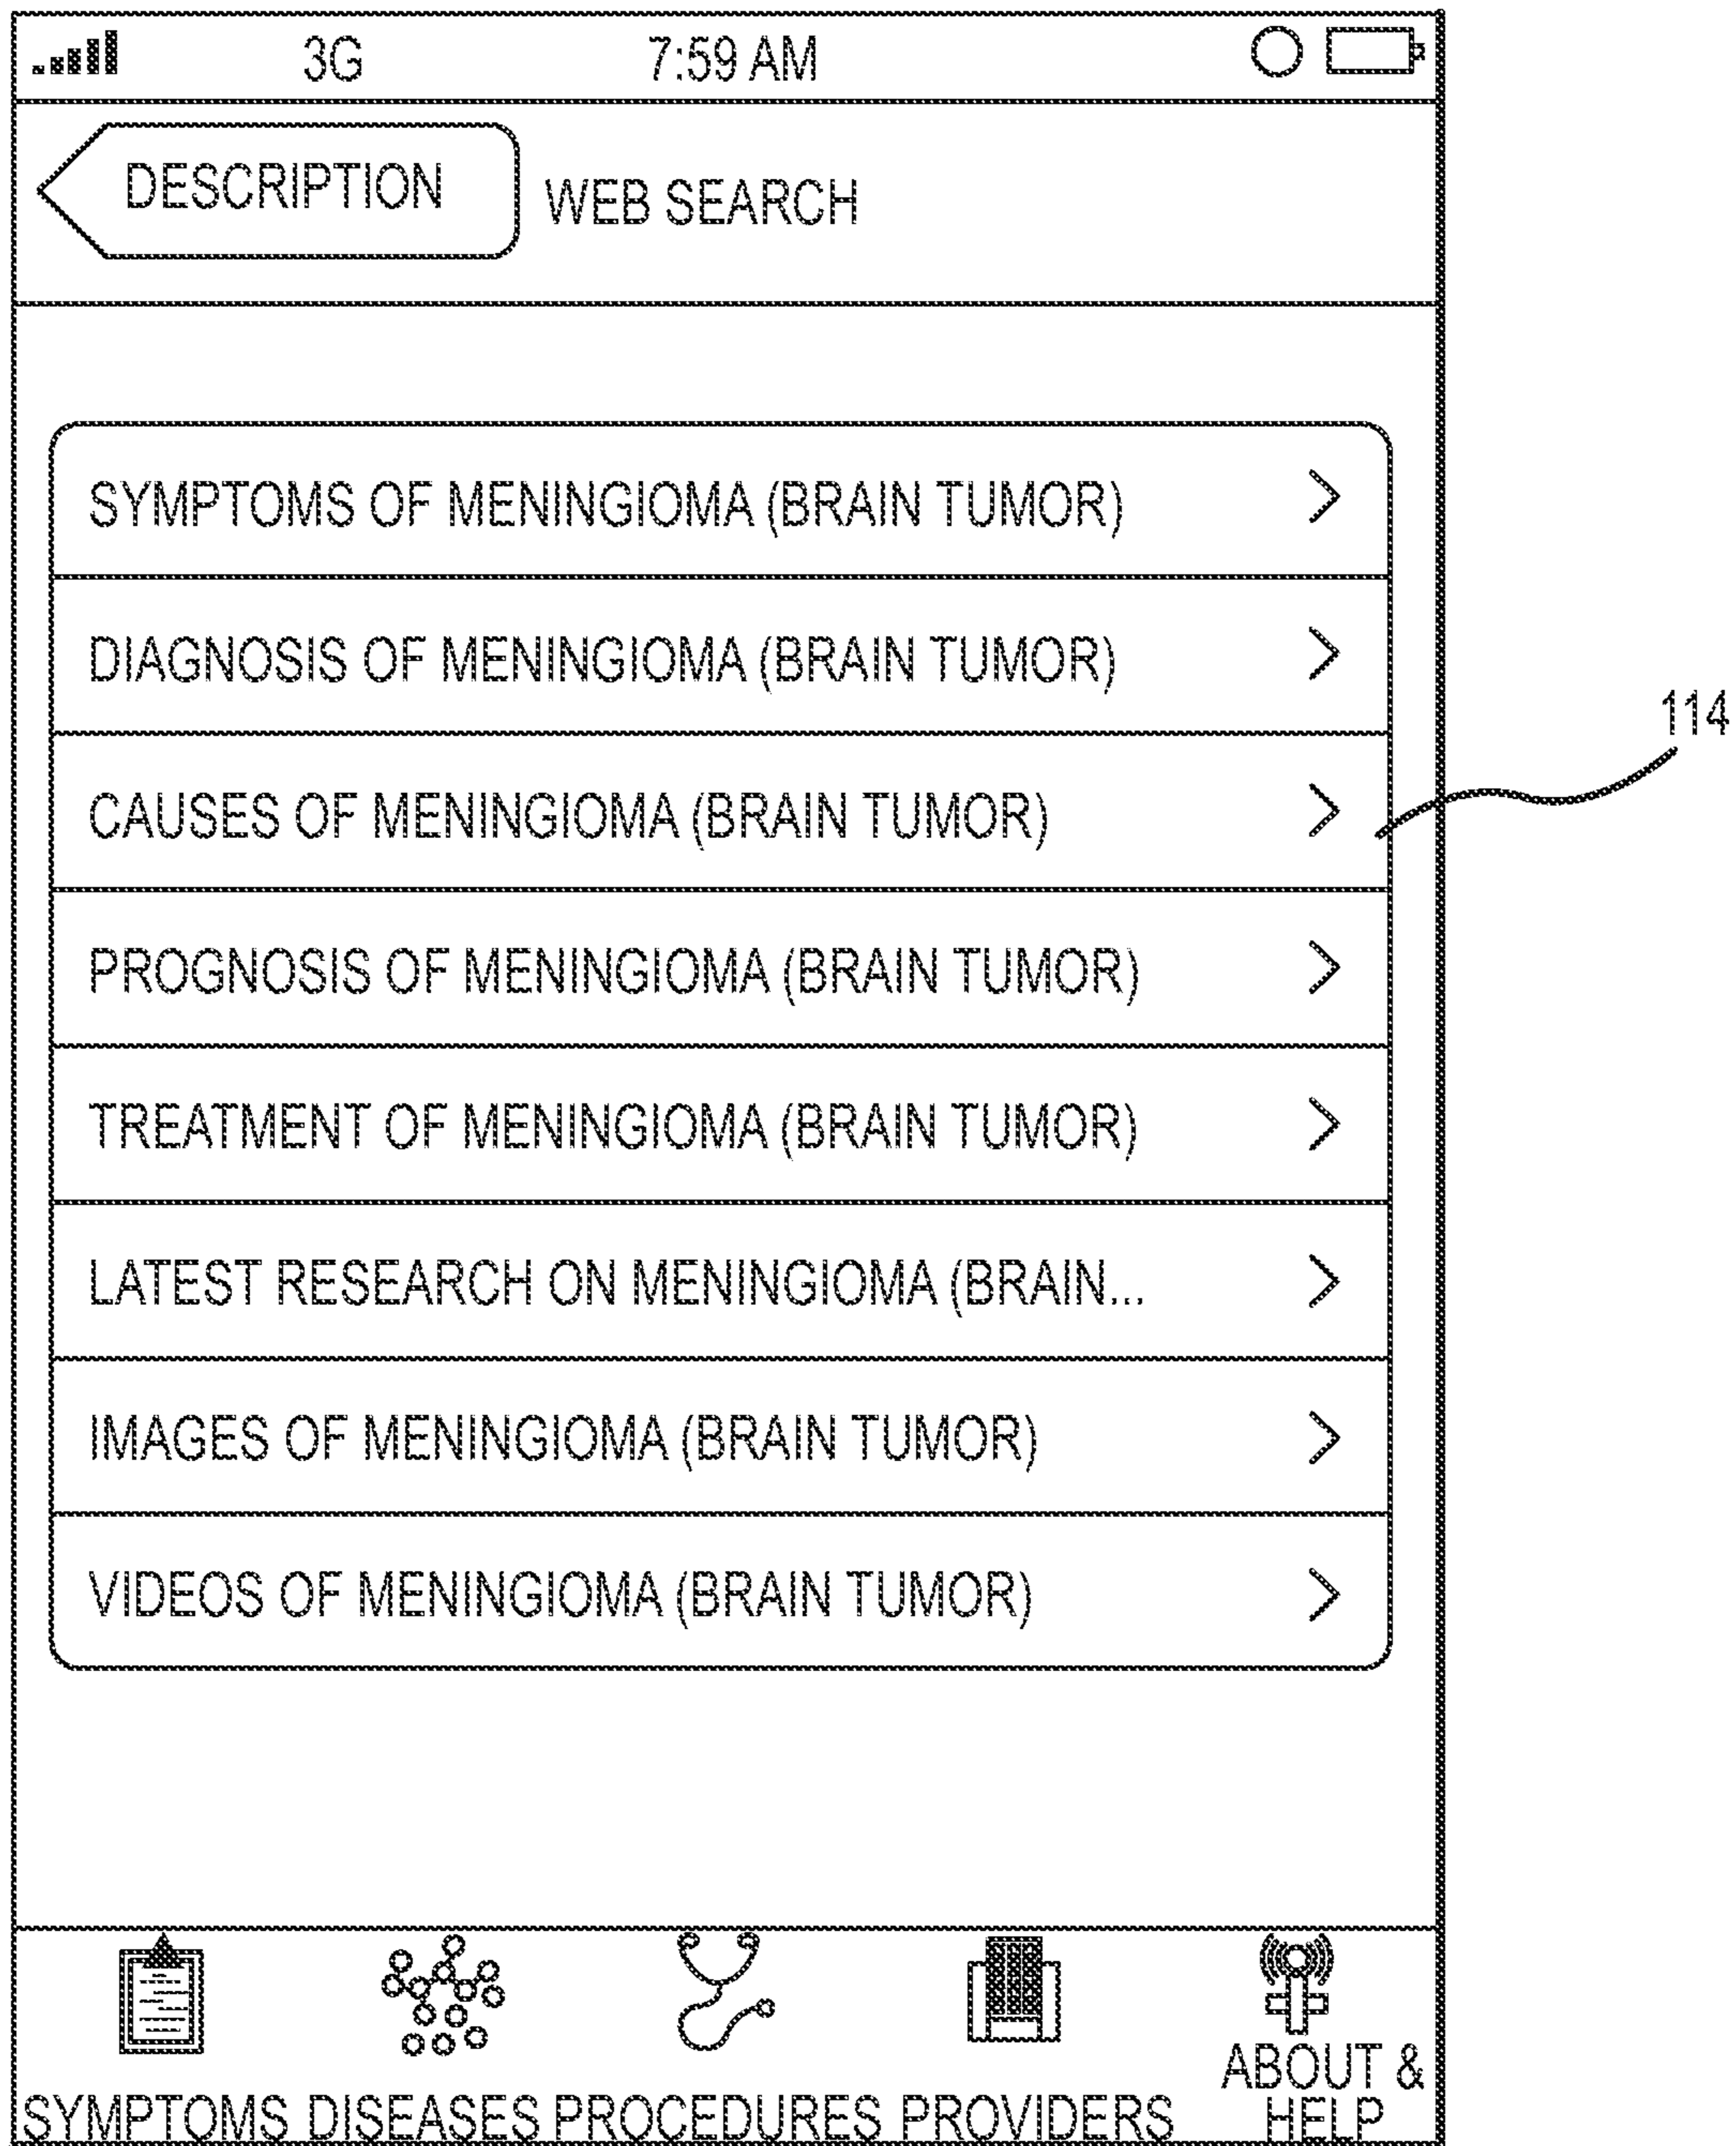 3G 7:59 AM
DESCRIPTION WEB SEARCH
SYMPTOMS OF MENINGIOMA (BRAIN TUMOR) >
DIAGNOSIS OF MENINGIOMA (BRAIN TUMOR) >
114
CAUSES OF MENINGIOMA (BRAIN TUMOR) >
PROGNOSIS OF MENINGIOMA (BRAIN TUMOR) >
TREATMENT OF MENINGIOMA (BRAIN TUMOR) >
LATEST RESEARCH ON MENINGIOMA (BRAIN... >
IMAGES OF MENINGIOMA (BRAIN TUMOR) >
VIDEOS OF MENINGIOMA (BRAIN TUMOR) >
SYMPTOMS DISEASES PROCEDURES PROVIDERS ABOUT &
HELP